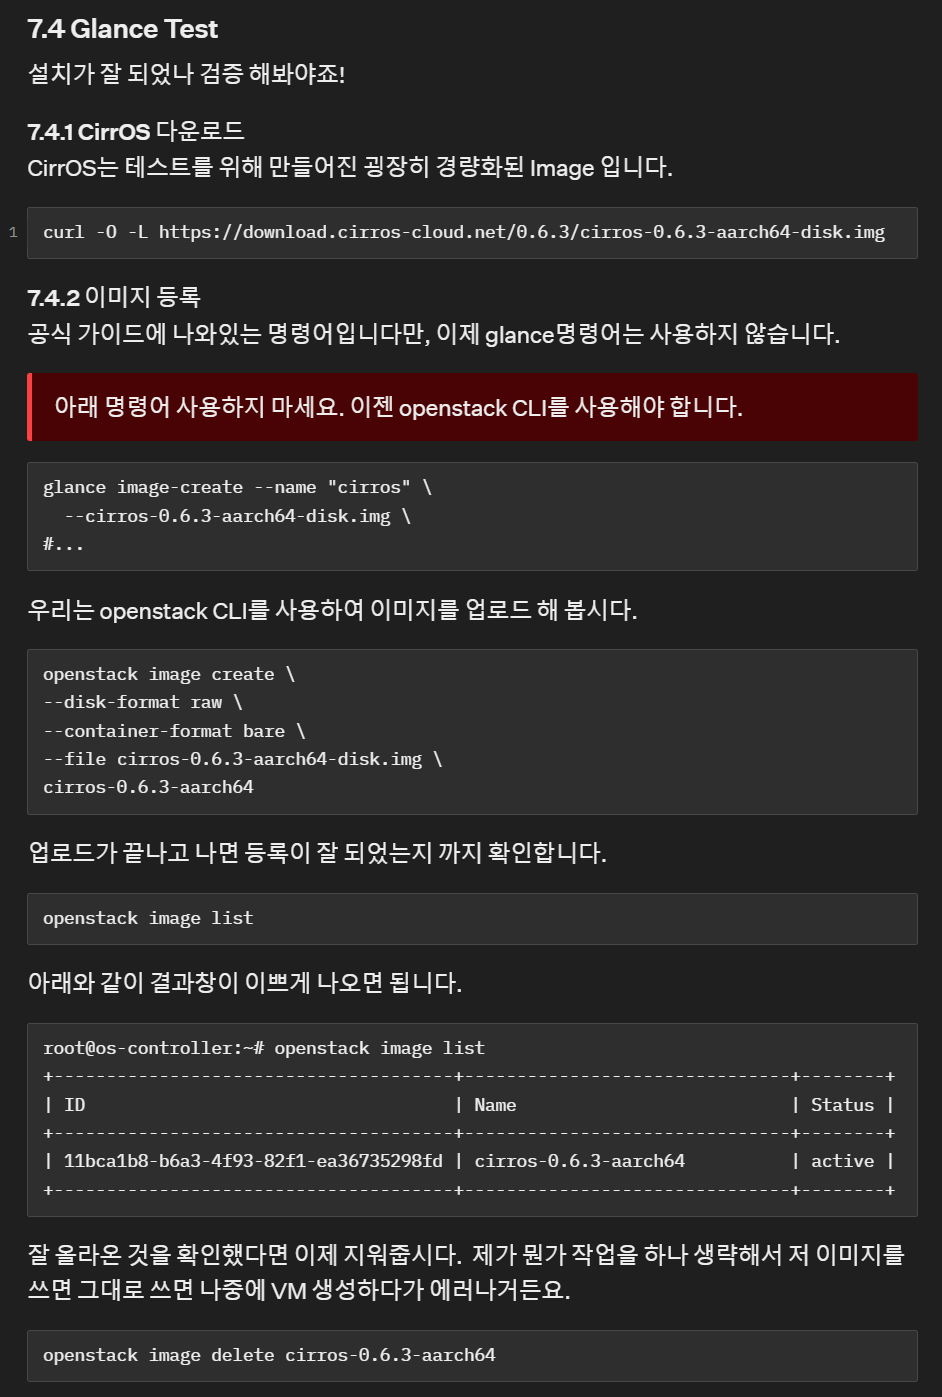 7.4 Glance Test
설치가 잘 되었나 검증 해봐야죠!
7.4.1 CirrOS 다운로드
CirrOS는 테스트를 위해 만들어진 굉장히 경량화된 Image 입니다.
1 curl -O -L https://download.cirros-cloud.net/0.6.3/cirros-0.6.3-aarch64-disk.img
7.4.2 이미지 등록
공식 가이드에 나와있는 명령어입니다만, 이제 glance명령어는 사용하지 않습니다.
아래 명령어 사용하지 마세요. 이젠 openstack CLI를 사용해야 합니다.
glance image-create --name "cirros" \
  --cirros-0.6.3-aarch64-disk.img \
#...
우리는 openstack CLI를 사용하여 이미지를 업로드 해 봅시다.
openstack image create \
--disk-format raw \
--container-format bare \
--file cirros-0.6.3-aarch64-disk.img \
cirros-0.6.3-aarch64
업로드가 끝나고 나면 등록이 잘 되었는지 까지 확인합니다.
openstack image list
아래와 같이 결과창이 이쁘게 나오면 됩니다.
root@os-controller:~# openstack image list
+--------------------------------------+-------------------------------+--------+
| ID                                   | Name                          | Status |
+--------------------------------------+-------------------------------+--------+
| 11bca1b8-b6a3-4f93-82f1-ea36735298fd | cirros-0.6.3-aarch64          | active |
+--------------------------------------+-------------------------------+--------+
잘 올라온 것을 확인했다면 이제 지워줍시다.  제가 뭔가 작업을 하나 생략해서 저 이미지를
쓰면 그대로 쓰면 나중에 VM 생성하다가 에러나거든요.
openstack image delete cirros-0.6.3-aarch64